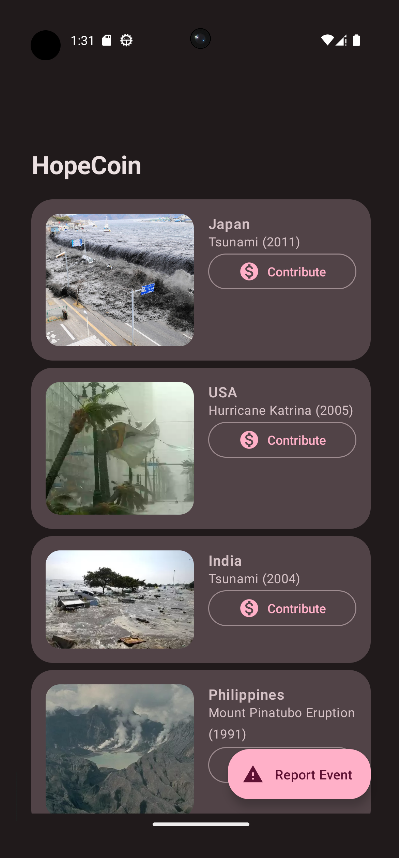 1:31
HopeCoin
Japan
Tsunami (2011)
Contribute
USA
Hurricane Katrina (2005)
Contribute
India
Tsunami (2004)
Contribute
Philippines
Mount Pinatubo Eruption
(1991)
Report Event